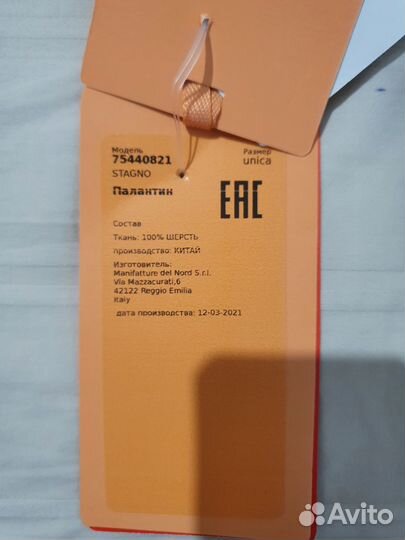 Модель
Размер
75440821
unica
STAGNO
Палантин
EAC
Состав
Ткань: 100% ШЕРСТЬ
производство: КИТАЙ
Изготовитель:
Manifatture del Nord S.r.l.
Via Mazzacurati,6
42122 Reggio Emilia
Italy
дата производства: 12-03-2021
Avito